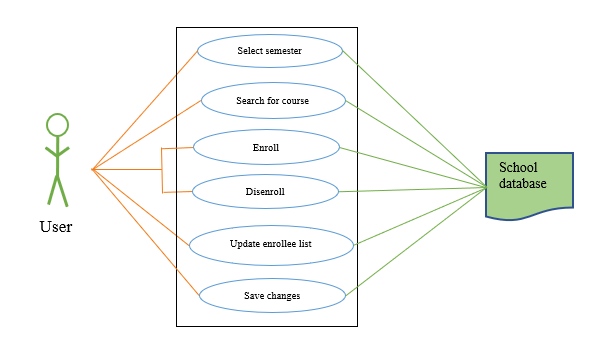 Select semester
Search for course
Enroll
Disenroll
Update enrollee list
Save changes
User
School
database